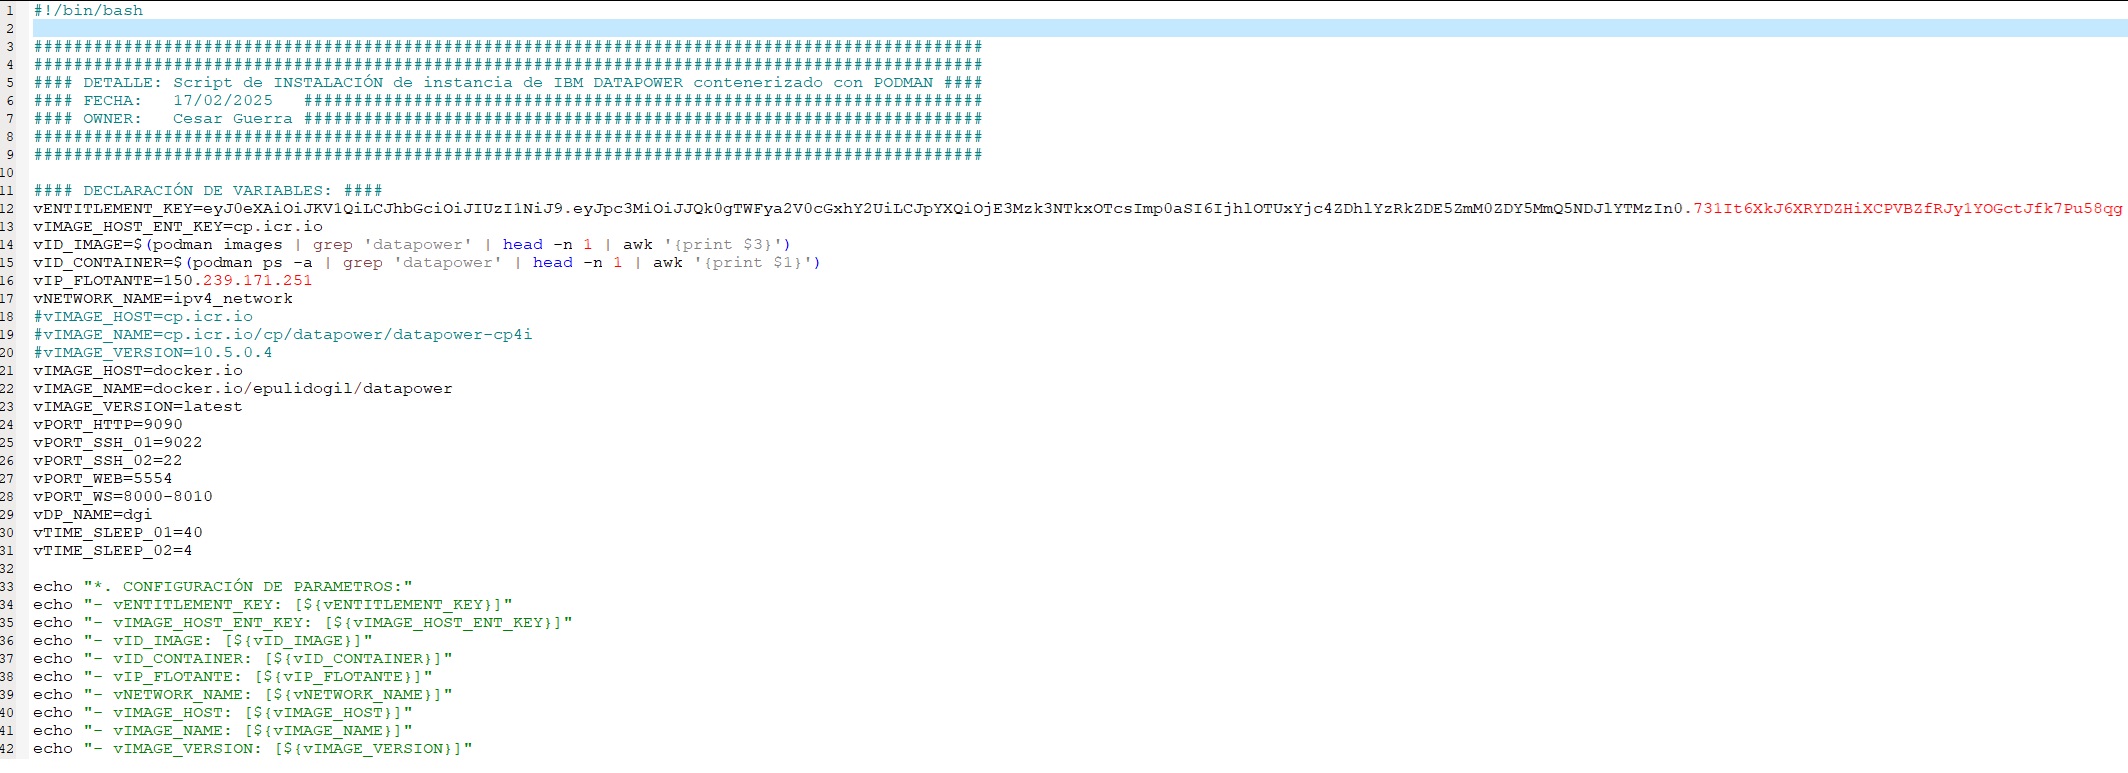 1 #!/bin/bash
2
3 ###############################################################################################
4 ###############################################################################################
5 #### DETALLE: Script de INSTALACIÓN de instancia de IBM DATAPOWER contenerizado con PODMAN ####
6 #### FECHA:   17/02/2025   ####################################################################
7 #### OWNER:   Cesar Guerra ####################################################################
8 ###############################################################################################
9 ###############################################################################################
10
11 #### DECLARACIÓN DE VARIABLES: ####
12 vENTITLEMENT_KEY=eyJ0eXAiOiJKV1QiLCJhbGciOiJIUzI1NiJ9.eyJpc3MiOiJJQk0gTWFya2V0cGxhY2UiLCJpYXQiOjE3Mzk3NTkxOTcsImp0aSI6IjhlOTUxYjc4ZDhlYzRkZDE5ZmM0ZDY5MmQ5NDJlYTMzIn0.731It6XkJ6XRYDZHiXCPVBZfRJy1YOGctJfk7Pu58qg
13 vIMAGE_HOST_ENT_KEY=cp.icr.io
14 vID_IMAGE=$(podman images | grep 'datapower' | head -n 1 | awk '{print $3}')
15 vID_CONTAINER=$(podman ps -a | grep 'datapower' | head -n 1 | awk '{print $1}')
16 vIP_FLOTANTE=150.239.171.251
17 vNETWORK_NAME=ipv4_network
18 #vIMAGE_HOST=cp.icr.io
19 #vIMAGE_NAME=cp.icr.io/cp/datapower/datapower-cp4i
20 #vIMAGE_VERSION=10.5.0.4
21 vIMAGE_HOST=docker.io
22 vIMAGE_NAME=docker.io/epulidogil/datapower
23 vIMAGE_VERSION=latest
24 vPORT_HTTP=9090
25 vPORT_SSH_01=9022
26 vPORT_SSH_02=22
27 vPORT_WEB=5554
28 vPORT_WS=8000-8010
29 vDP_NAME=dgi
30 vTIME_SLEEP_01=40
31 vTIME_SLEEP_02=4
32
33 echo "*. CONFIGURACIÓN DE PARAMETROS:"
34 echo "- vENTITLEMENT_KEY: [${vENTITLEMENT_KEY}]"
35 echo "- vIMAGE_HOST_ENT_KEY: [${vIMAGE_HOST_ENT_KEY}]"
36 echo "- vID_IMAGE: [${vID_IMAGE}]"
37 echo "- vID_CONTAINER: [${vID_CONTAINER}]"
38 echo "- vIP_FLOTANTE: [${vIP_FLOTANTE}]"
39 echo "- vNETWORK_NAME: [${vNETWORK_NAME}]"
40 echo "- vIMAGE_HOST: [${vIMAGE_HOST}]"
41 echo "- vIMAGE_NAME: [${vIMAGE_NAME}]"
42 echo "- vIMAGE_VERSION: [${vIMAGE_VERSION}]"